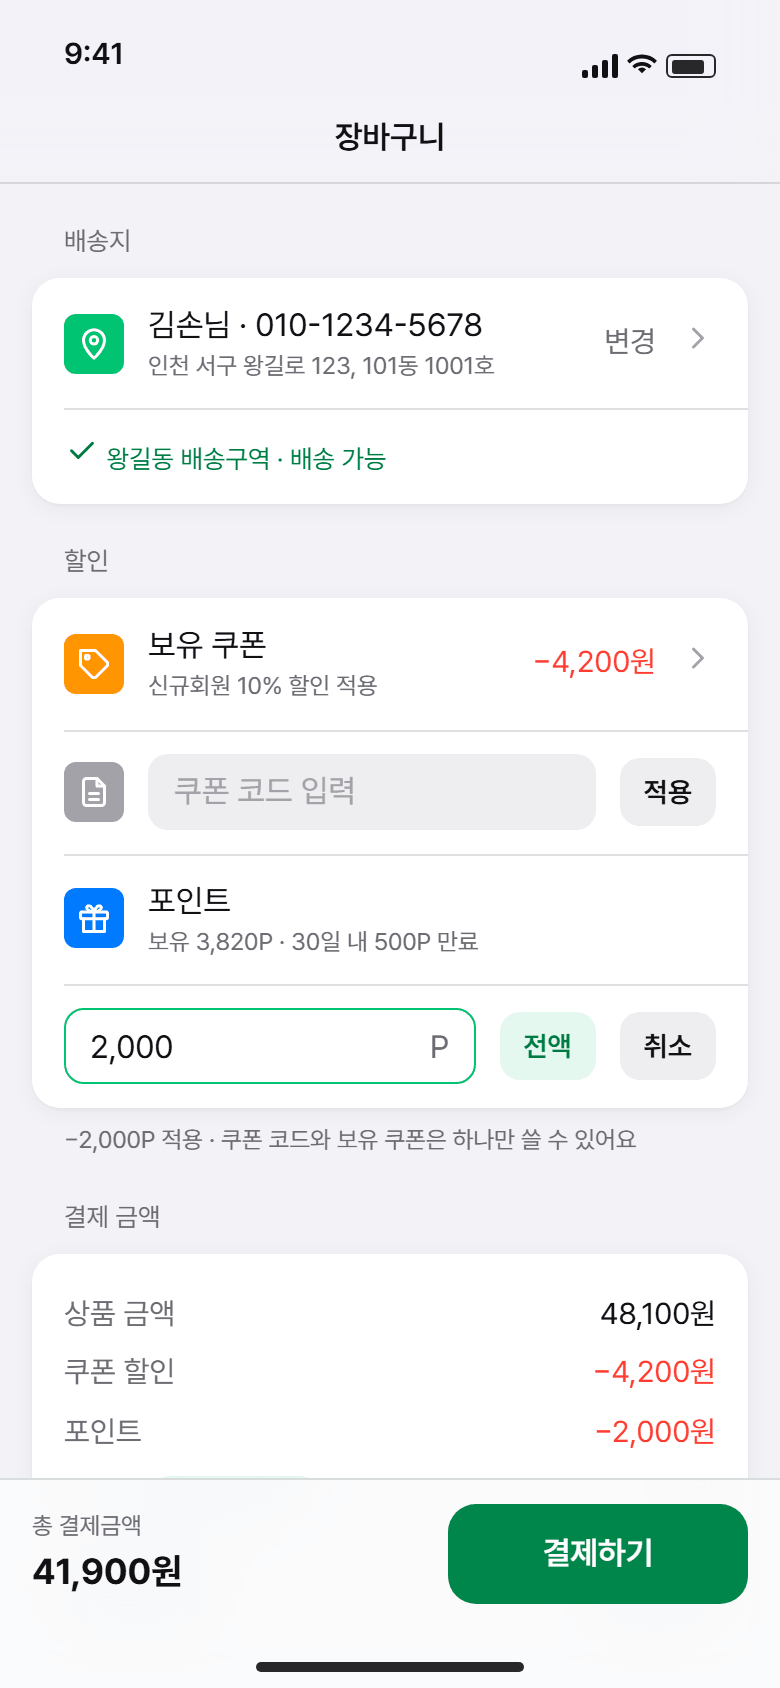 9:41
장바구니
배송지
김손님 · 010-1234-5678
인천 서구 왕길로 123, 101동 1001호
변경
왕길동 배송구역 · 배송 가능
할인
보유 쿠폰
신규회원 10% 할인 적용
−4,200원
쿠폰 코드 입력
적용
포인트
보유 3,820P · 30일 내 500P 만료
2,000 P
전액
취소
−2,000P 적용 · 쿠폰 코드와 보유 쿠폰은 하나만 쓸 수 있어요
결제 금액
상품 금액 48,100원
쿠폰 할인 −4,200원
포인트 −2,000원
총 결제금액
41,900원
결제하기